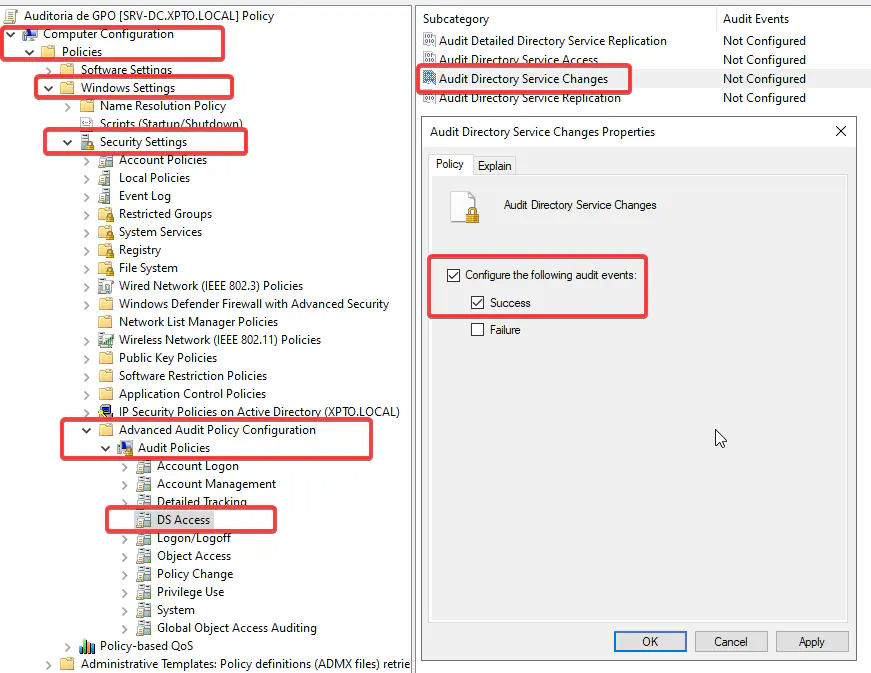 Auditoria de GPO [SRV-DC.XPTO.LOCAL] Policy
Computer Configuration
Policies
Software Settings
Windows Settings
Name Resolution Policy
Scripts (Startup/Shutdown)
Security Settings
Account Policies
Local Policies
Event Log
Restricted Groups
System Services
Registry
File System
Wired Network (IEEE 802.3) Policies
Windows Defender Firewall with Advanced Security
Network List Manager Policies
Wireless Network (IEEE 802.11) Policies
Public Key Policies
Software Restriction Policies
Application Control Policies
IP Security Policies on Active Directory (XPTO.LOCAL)
Advanced Audit Policy Configuration
Audit Policies
Account Logon
Account Management
Detailed Tracking
DS Access
Logon/Logoff
Object Access
Policy Change
Privilege Use
System
Global Object Access Auditing
Policy-based QoS
Administrative Templates: Policy definitions (ADMX files) retrie
Subcategory Audit Events
Audit Detailed Directory Service Replication Not Configured
Audit Directory Service Access Not Configured
Audit Directory Service Changes Not Configured
Audit Directory Service Replication Not Configured
Audit Directory Service Changes Properties
Policy Explain
Audit Directory Service Changes
Configure the following audit events:
Success
Failure
OK Cancel Apply